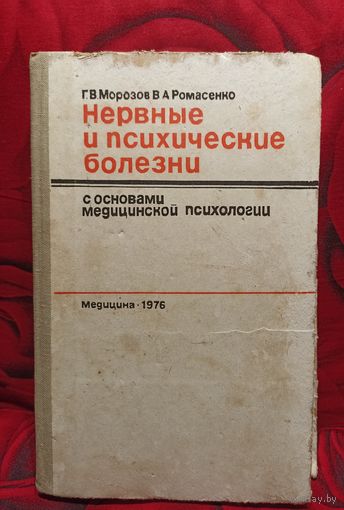 Г.В.Морозов В.А.Ромасенко
Нервные
и психические
болезни
с основами
медицинской психологии
Медицина · 1976